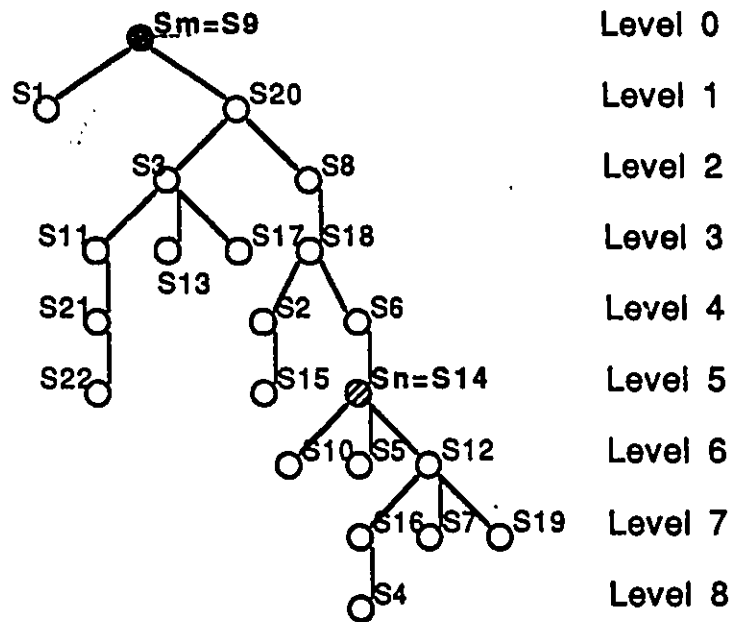 Sm=S9 Level 0
S1 S20 Level 1
S3 S8 Level 2
S11 S17 S18 Level 3
S13
S21 S2 S6 Level 4
S22 S15 Sn=S14 Level 5
S10 S5 S12 Level 6
S16 S7 S19 Level 7
S4 Level 8